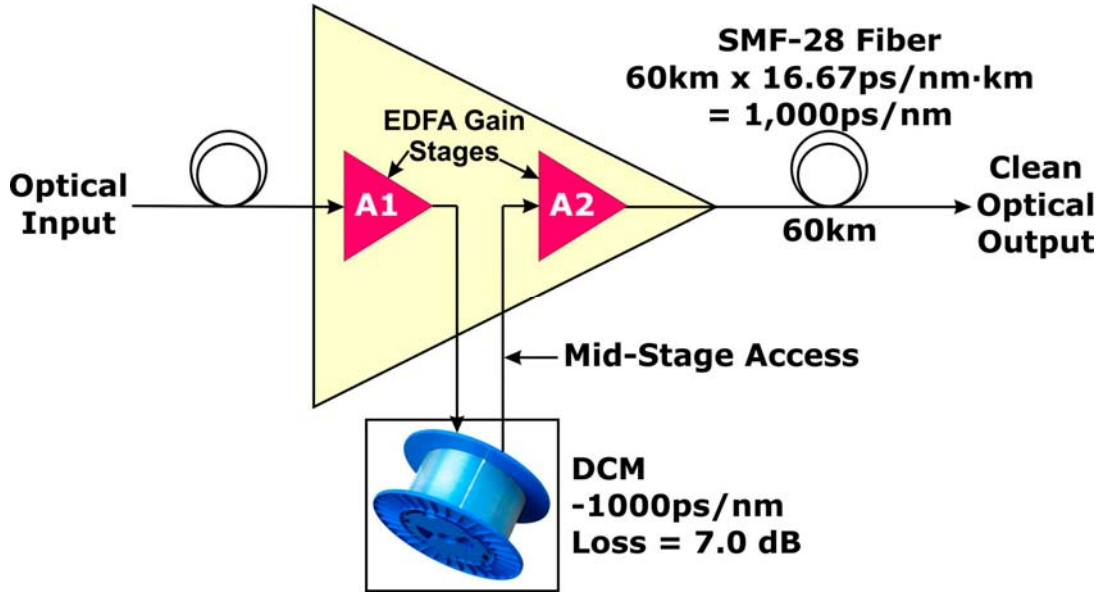 SMF-28 Fiber
60km x 16.67ps/nm·km
= 1,000ps/nm
EDFA Gain
Stages
Optical
Input
A1
A2
60km
Clean
Optical
Output
Mid-Stage Access
DCM
-1000ps/nm
Loss = 7.0 dB